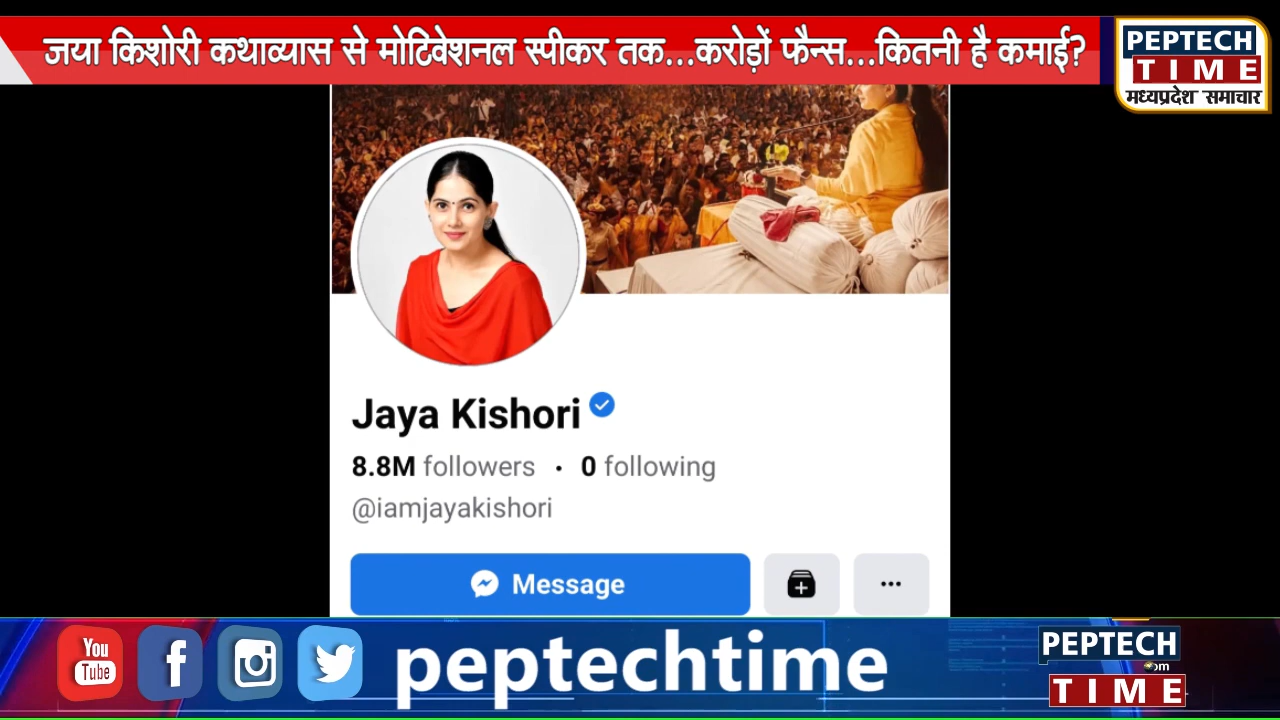 जया किशोरी कथाव्यास से मोटिवेशनल स्पीकर तक...करोड़ों फैन्स...कितनी है कमाई?
PEPTECH
TIME
मध्यप्रदेश समाचार
Jaya Kishori
8.8M followers • 0 following
@iamjayakishori
Message
You
Tube
peptechtime
PEPTECH
.com
TIME